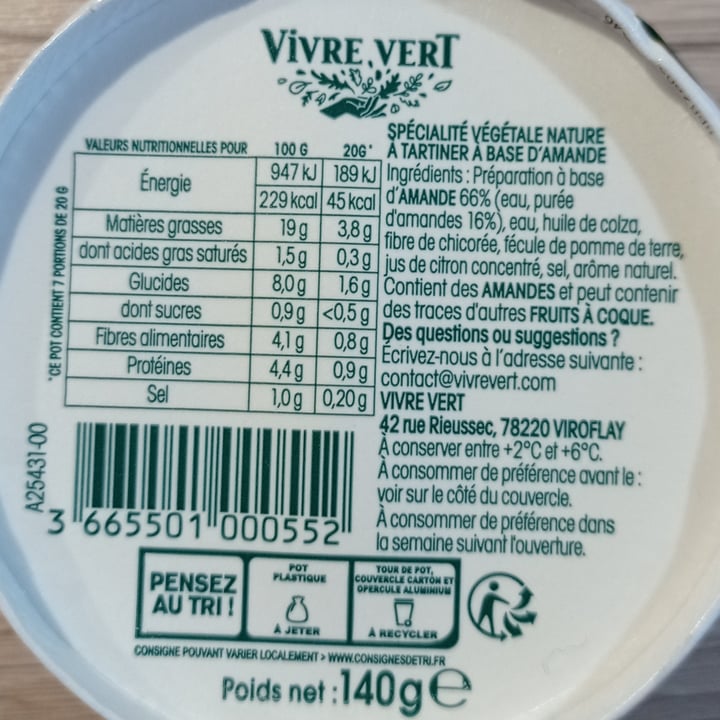 VIVRE VERT
VALEURS NUTRITIONNELLES POUR 100 G 20G*
Énergie 947 kJ 189 kJ
229 kcal 45 kcal
Matières grasses 19 g 3,8 g
dont acides gras saturés 1,5 g 0,3 g
Glucides 8,0 g 1,6 g
dont sucres 0,9 g <0,5 g
Fibres alimentaires 4,1 g 0,8 g
Protéines 4,4 g 0,9 g
Sel 1,0 g 0,20 g
*CE POT CONTIENT 7 PORTIONS DE 20 G
SPÉCIALITÉ VÉGÉTALE NATURE
À TARTINER À BASE D'AMANDE
Ingrédients : Préparation à base
d'AMANDE 66% (eau, purée
d'amandes 16%), eau, huile de colza,
fibre de chicorée, fécule de pomme de terre,
jus de citron concentré, sel, arôme naturel.
Contient des AMANDES et peut contenir
des traces d'autres FRUITS À COQUE.
Des questions ou suggestions ?
Écrivez-nous à l'adresse suivante :
contact@vivrevert.com
VIVRE VERT
42 rue Rieussec, 78220 VIROFLAY
À conserver entre +2°C et +6°C.
À consommer de préférence avant le :
voir sur le côté du couvercle.
À consommer de préférence dans
la semaine suivant l'ouverture.
A25431-00
3 665501 000552
PENSEZ
AU TRI !
POT
PLASTIQUE
À JETER
TOUR DE POT,
COUVERCLE CARTON ET
OPERCULE ALUMINIUM
À RECYCLER
CONSIGNE POUVANT VARIER LOCALEMENT > WWW.CONSIGNESDETRI.FR
Poids net : 140g e